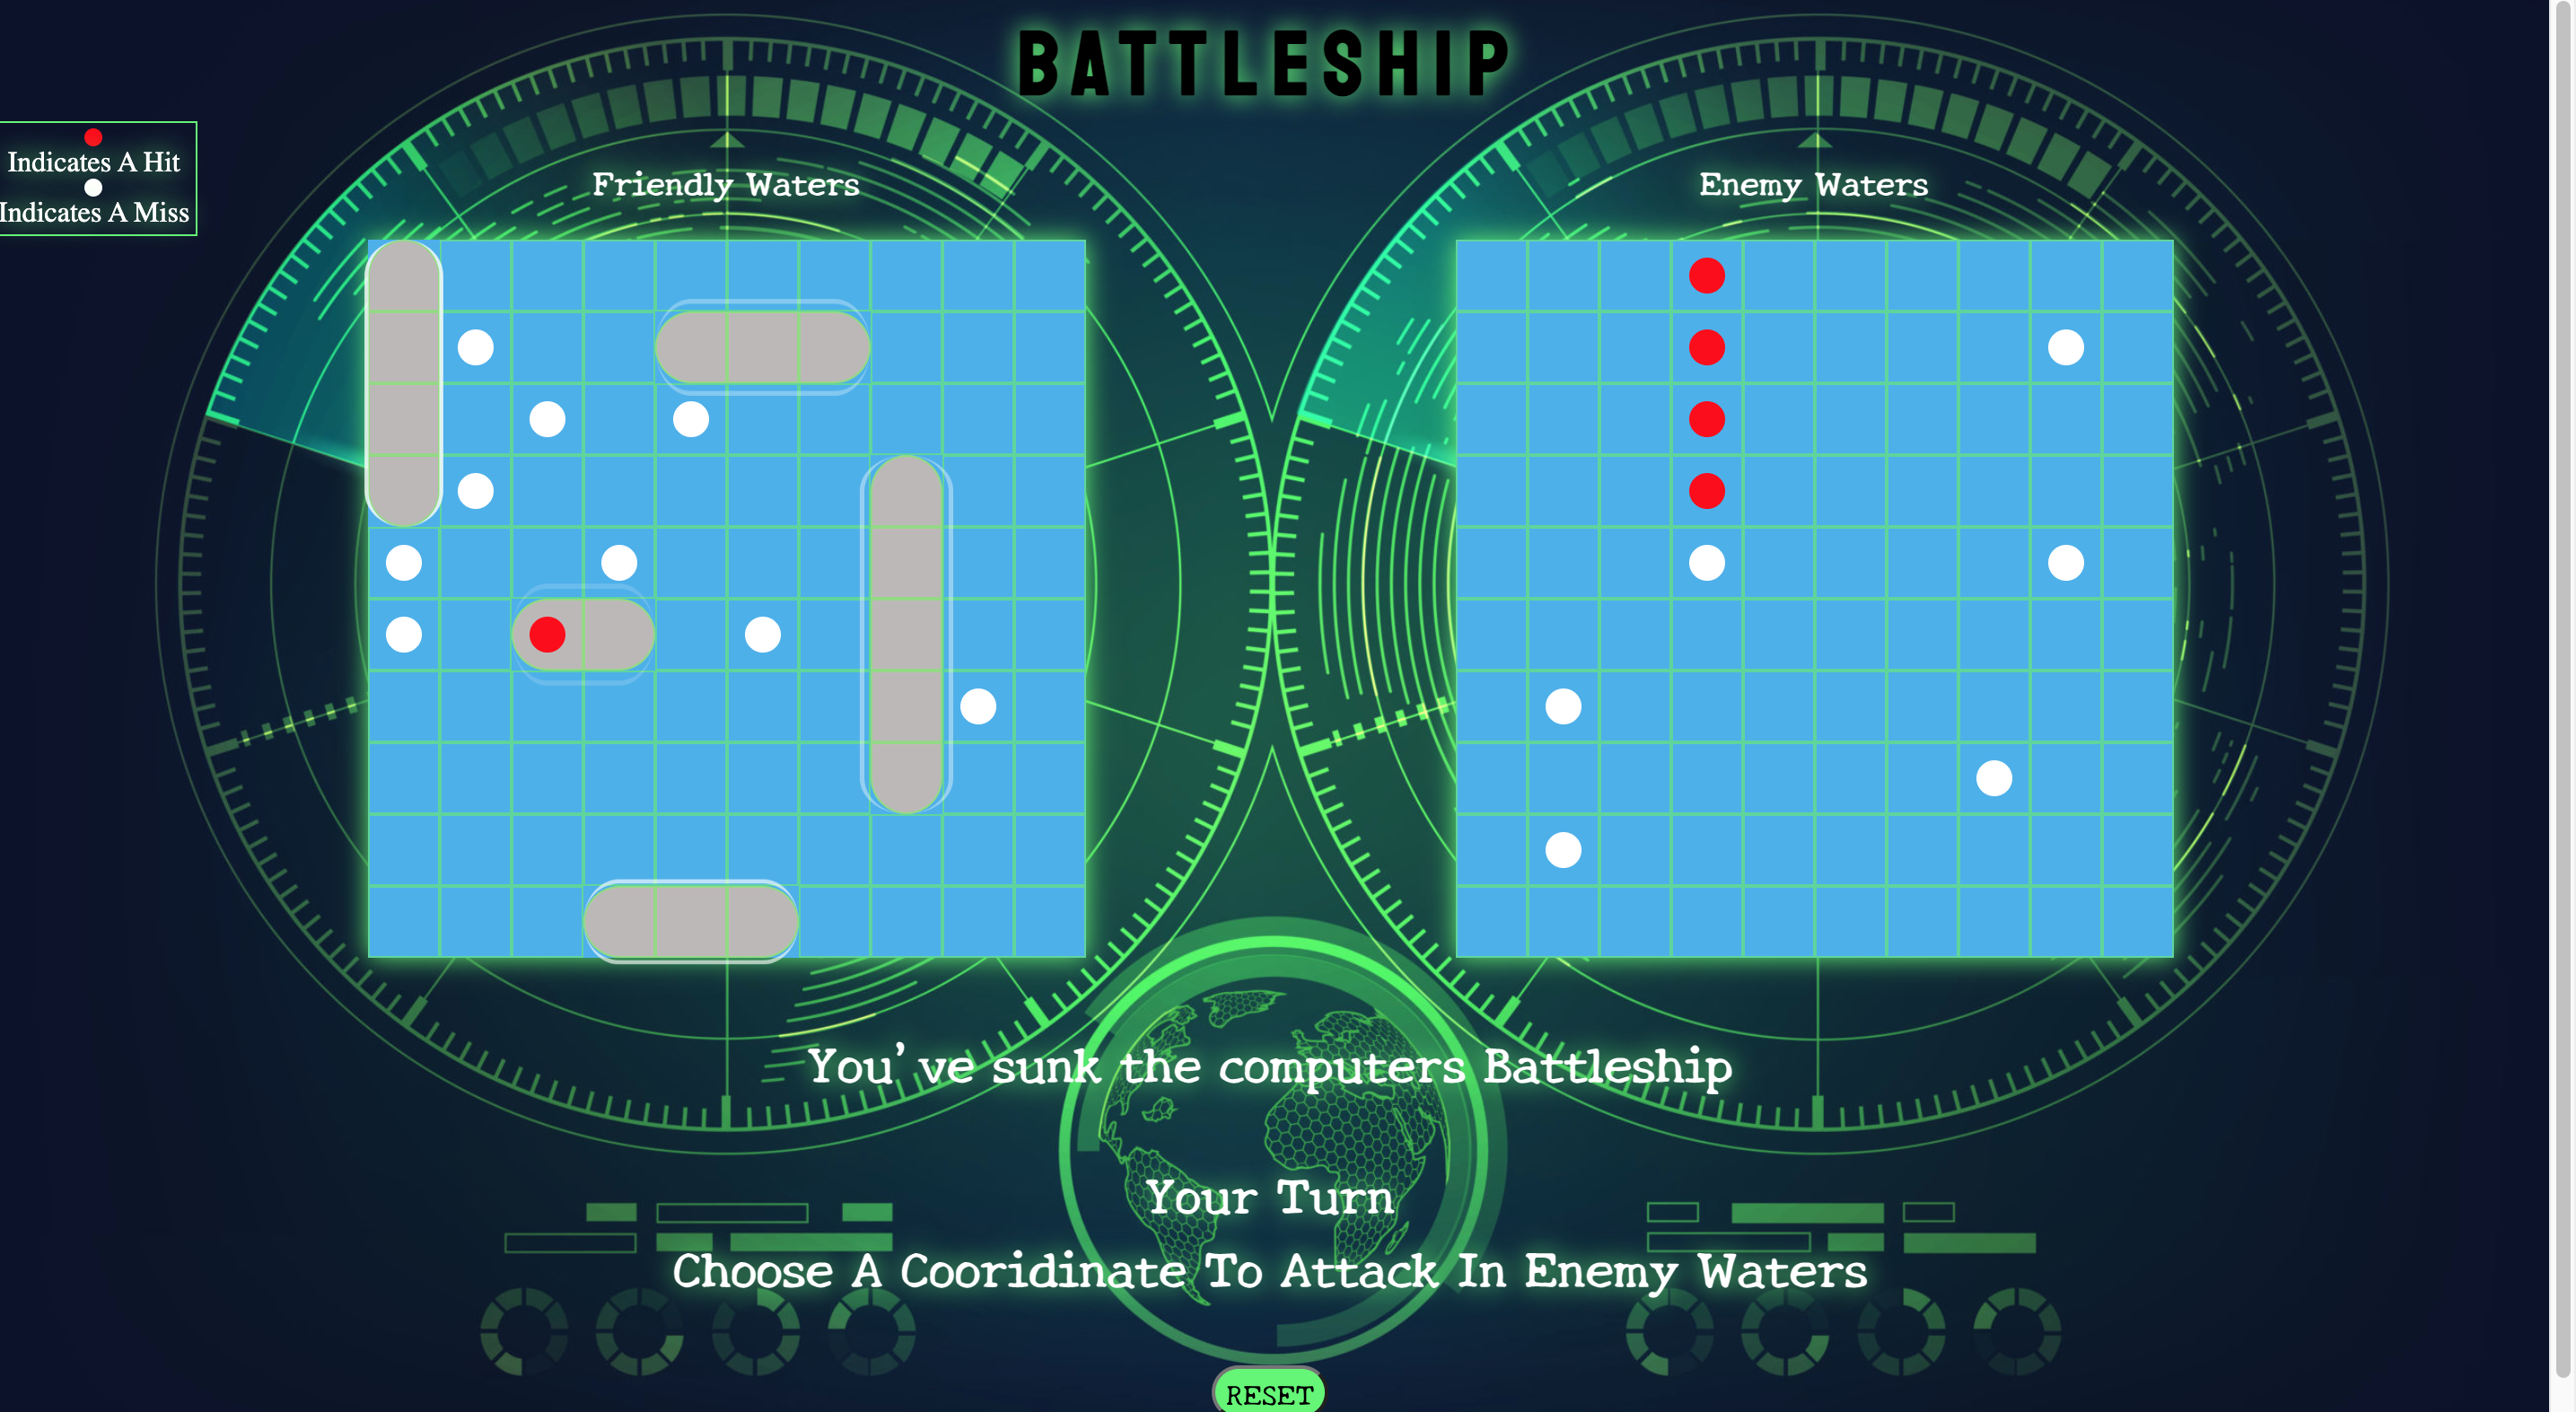 BATTLESHIP
Indicates A Hit
Indicates A Miss
Friendly Waters
Enemy Waters
You've sunk the computers Battleship
Your Turn
Choose A Cooridinate To Attack In Enemy Waters
RESET